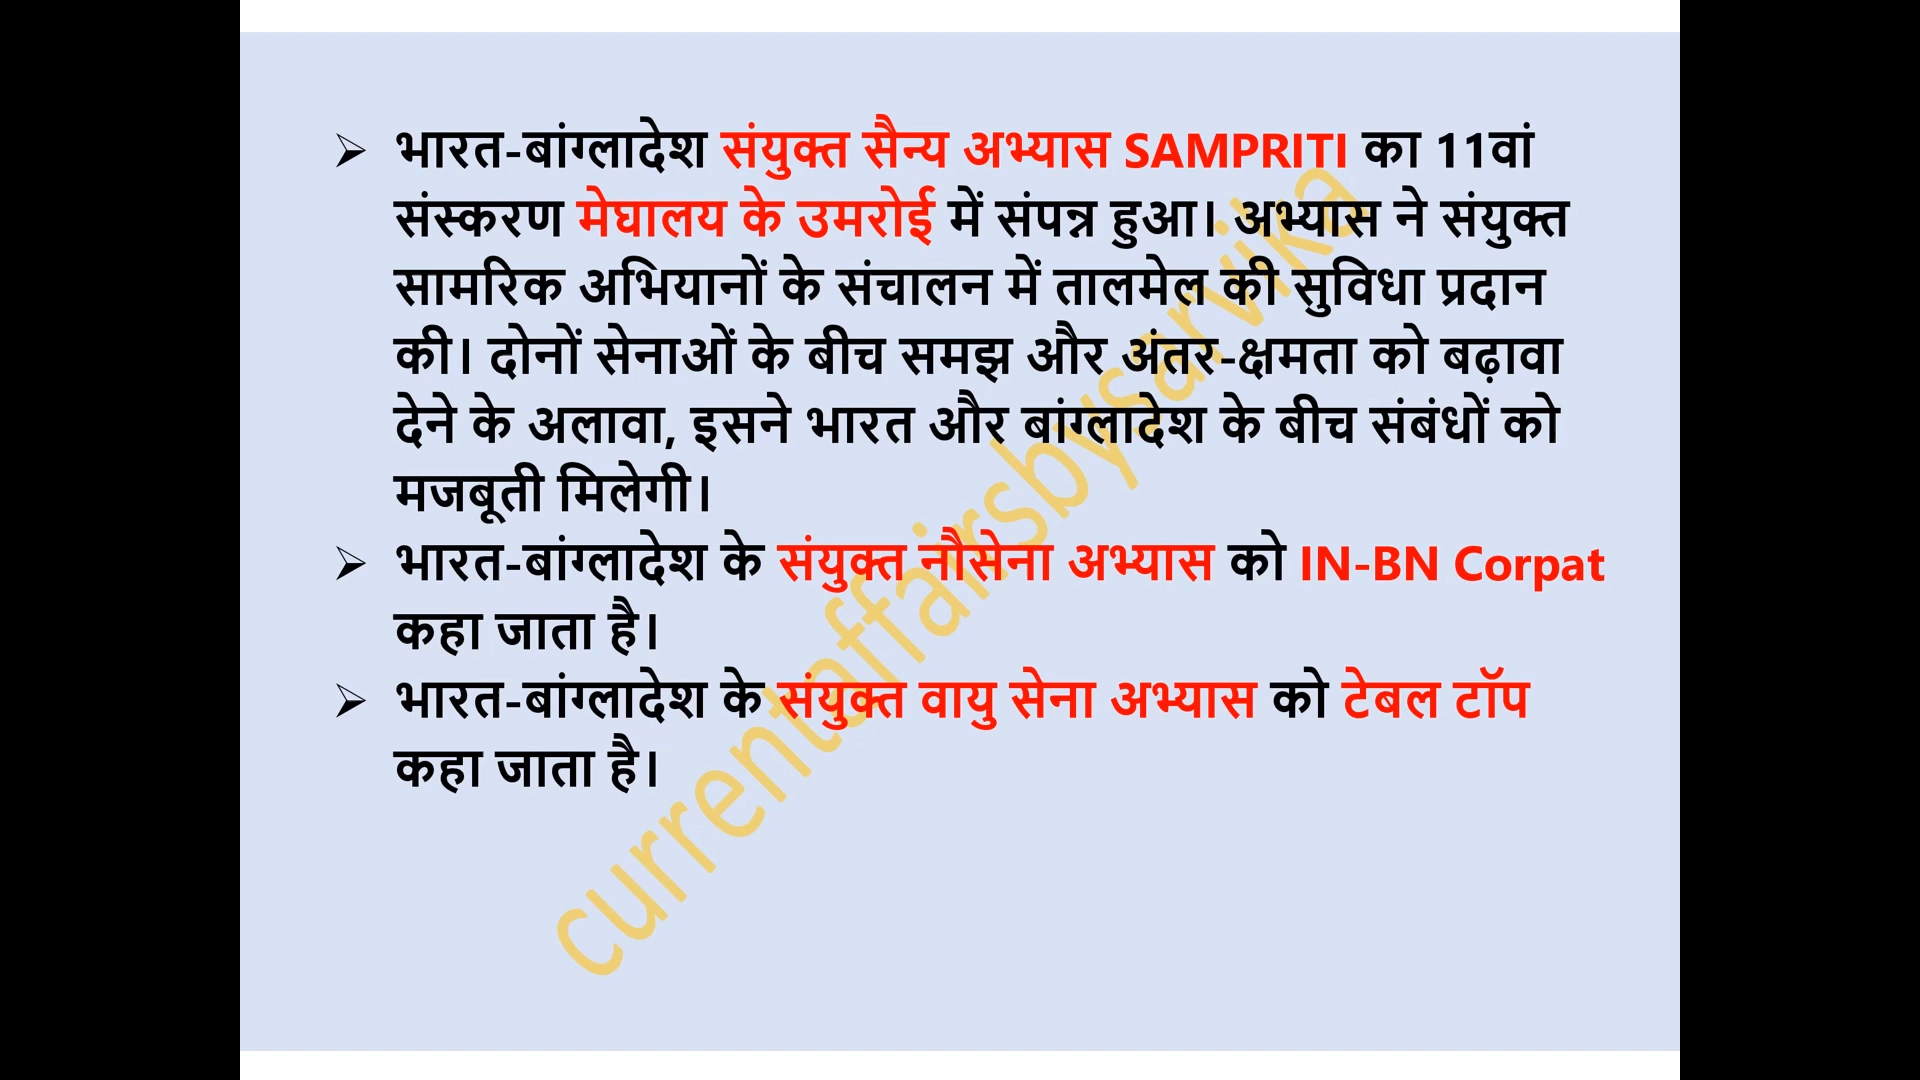 ➢ भारत-बांग्लादेश संयुक्त सैन्य अभ्यास SAMPRITI का 11वां
संस्करण मेघालय के उमरोई में संपन्न हुआ। अभ्यास ने संयुक्त
सामरिक अभियानों के संचालन में तालमेल की सुविधा प्रदान
की। दोनों सेनाओं के बीच समझ और अंतर-क्षमता को बढ़ावा
देने के अलावा, इसने भारत और बांग्लादेश के बीच संबंधों को
मजबूती मिलेगी।
➢ भारत-बांग्लादेश के संयुक्त नौसेना अभ्यास को IN-BN Corpat
कहा जाता है।
➢ भारत-बांग्लादेश के संयुक्त वायु सेना अभ्यास को टेबल टॉप
कहा जाता है।
currentaffairsbysarvika